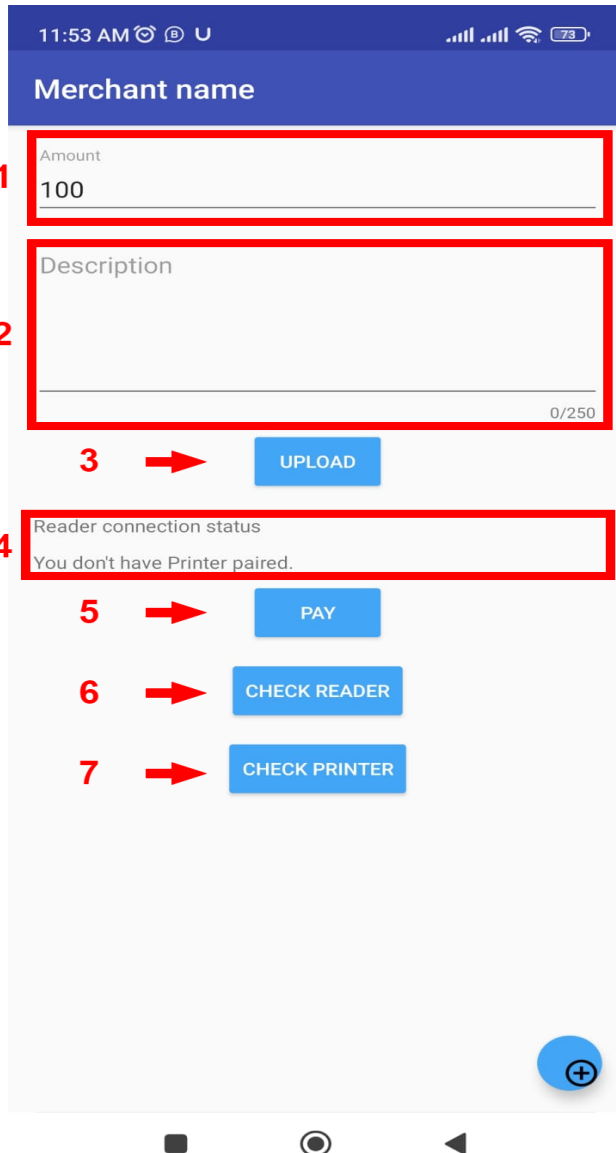 11:53 AM B U 73
Merchant name
1
Amount
100
2
Description
0/250
3 UPLOAD
4
Reader connection status
You don't have Printer paired.
5 PAY
6 CHECK READER
7 CHECK PRINTER